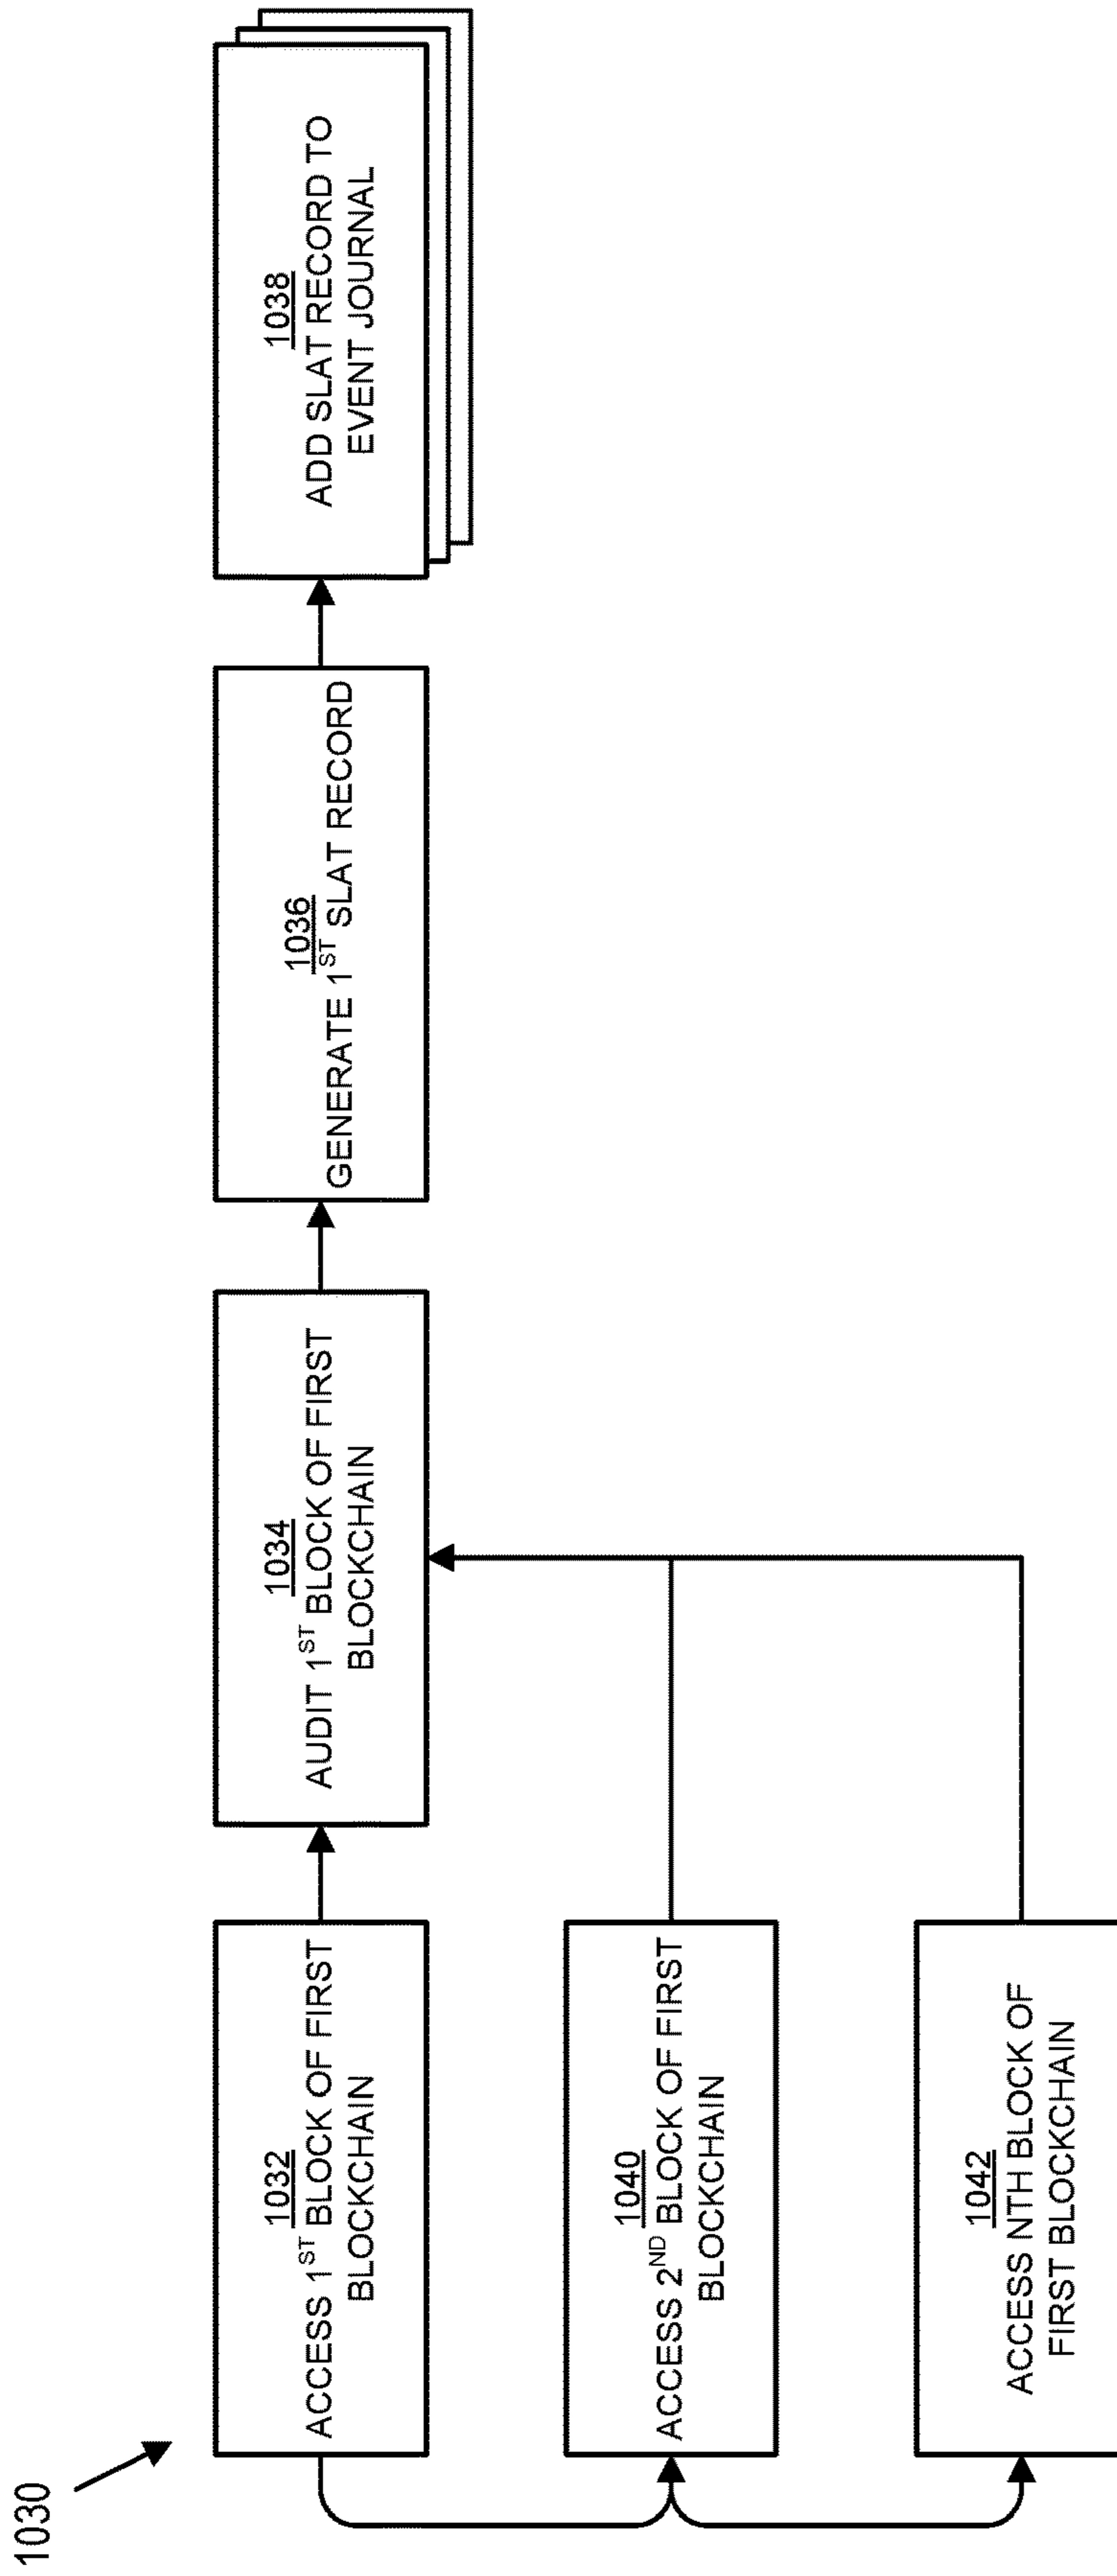 1030
1032
ACCESS 1ST BLOCK OF FIRST
BLOCKCHAIN
1034
AUDIT 1ST BLOCK OF FIRST
BLOCKCHAIN
1036
GENERATE 1ST SLAT RECORD
1038
ADD SLAT RECORD TO
EVENT JOURNAL
1040
ACCESS 2ND BLOCK OF FIRST
BLOCKCHAIN
1042
ACCESS NTH BLOCK OF
FIRST BLOCKCHAIN